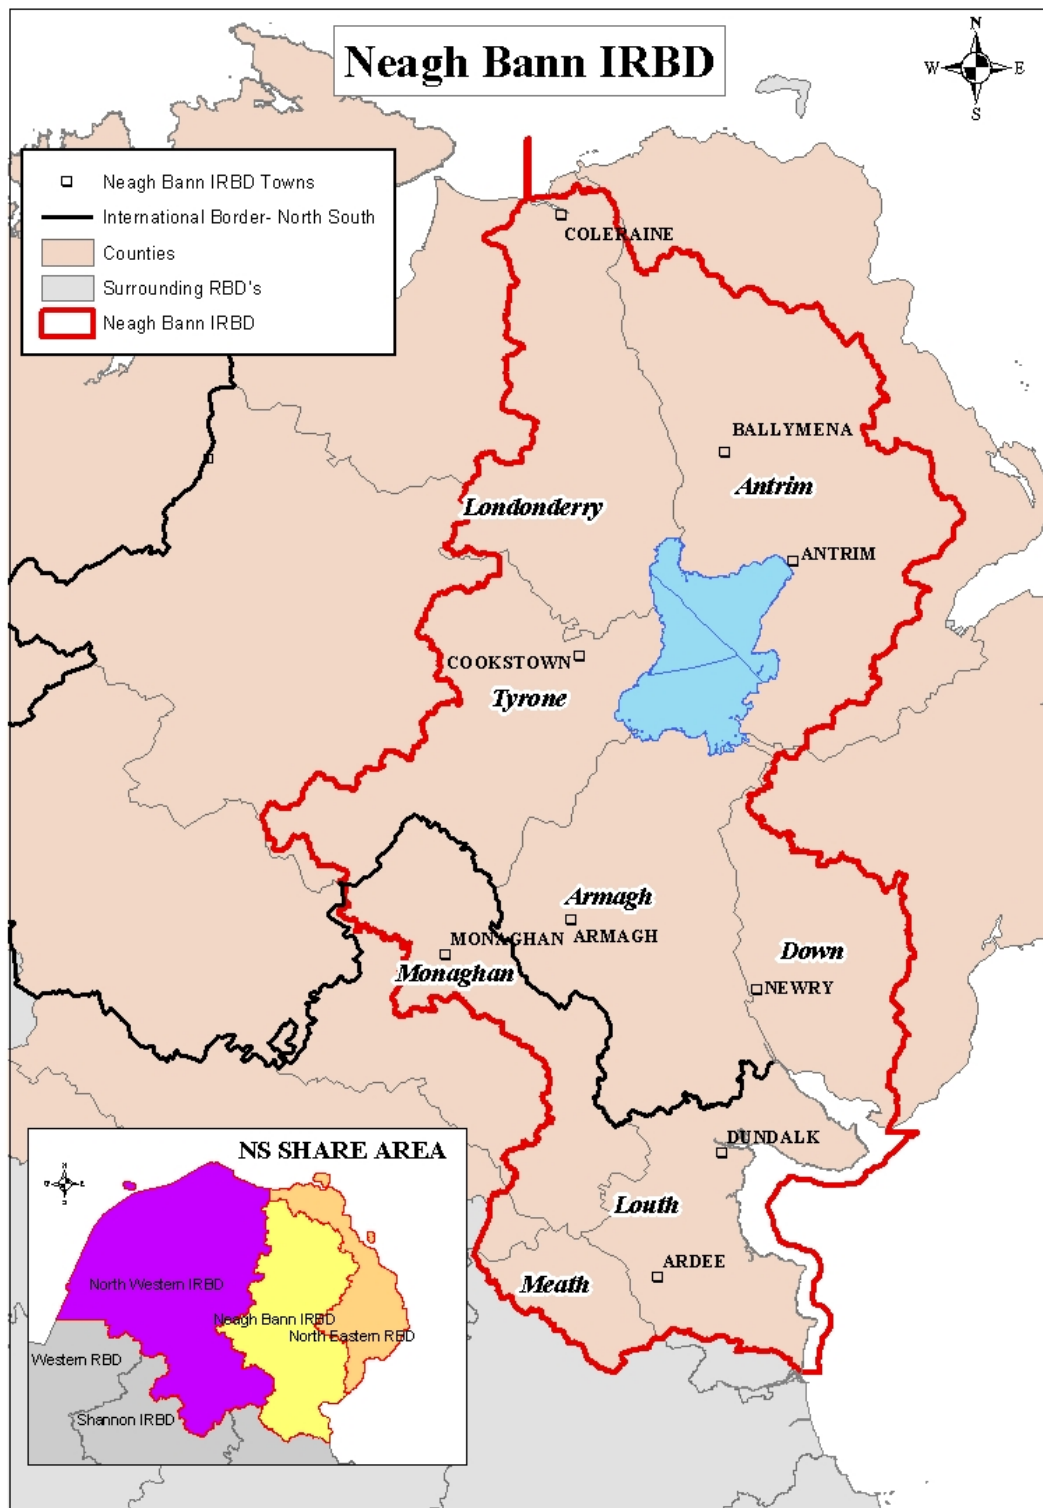 Neagh Bann IRBD
N
W E
S
Neagh Bann IRBD Towns
International Border- North South
Counties
Surrounding RBD's
Neagh Bann IRBD
COLERAINE
BALLYMENA
Antrim
Londonderry
ANTRIM
COOKSTOWN
Tyrone
Armagh
ARMAGH
MONAGHAN
Monaghan
Down
NEWRY
DUNDALK
Louth
ARDEE
Meath
NS SHARE AREA
North Western IRBD
Neagh Bann IRBD
North Eastern RBD
Western RBD
Shannon IRBD